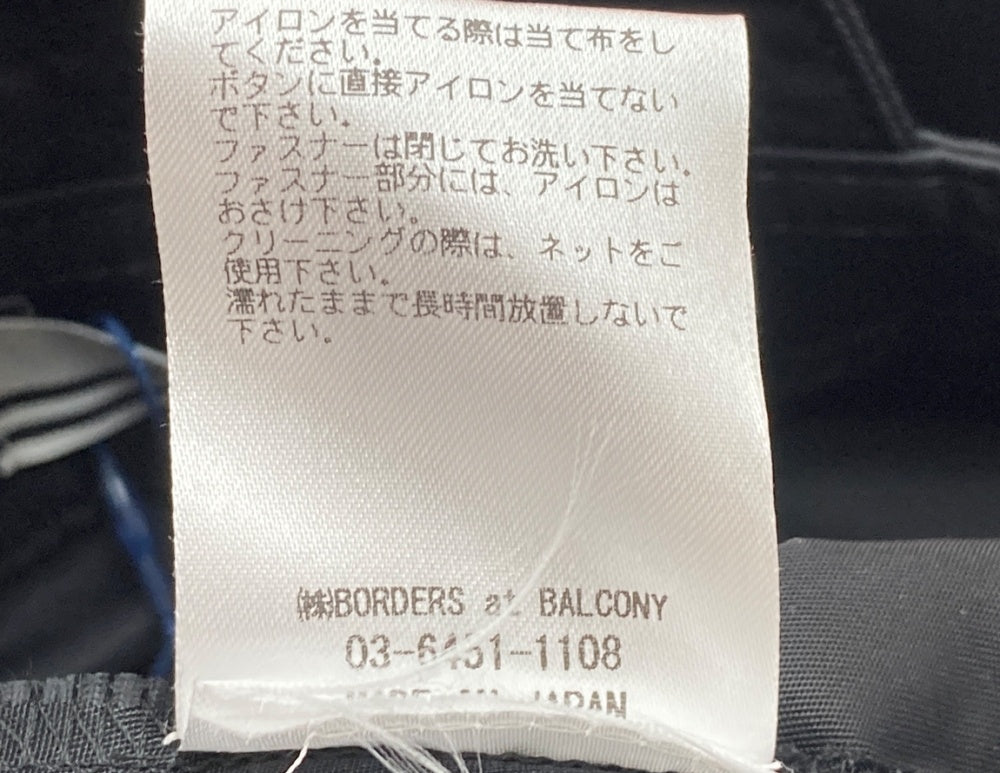 アイロンを当てる際は当て布をし
てください。
ボタンに直接アイロンを当てない
で下さい。
ファスナーは閉じてお洗い下さい。
ファスナー部分には、アイロンは
おさけ下さい。
クリーニングの際は、ネットをご
使用下さい。
濡れたままで長時間放置しないで
下さい。
㈱BORDERS at BALCONY
03-6451-1108
MADE IN JAPAN